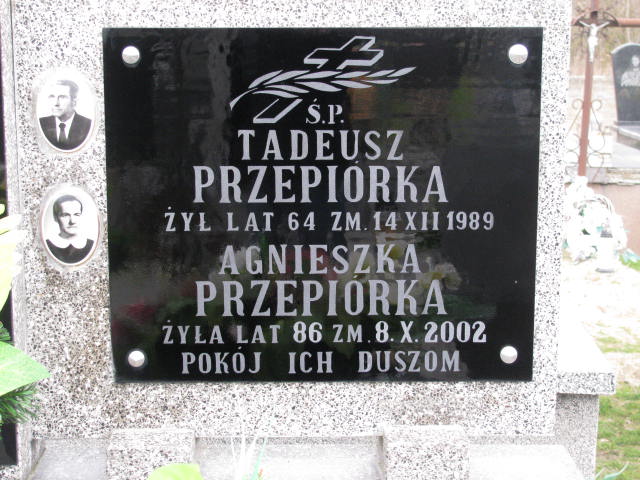 Ś.P.
TADEUSZ
PRZEPIÓRKA
ŻYŁ LAT 64 ZM. 14 XII 1989
AGNIESZKA
PRZEPIÓRKA
ŻYŁA LAT 86 ZM. 8. X. 2002
POKÓJ ICH DUSZOM